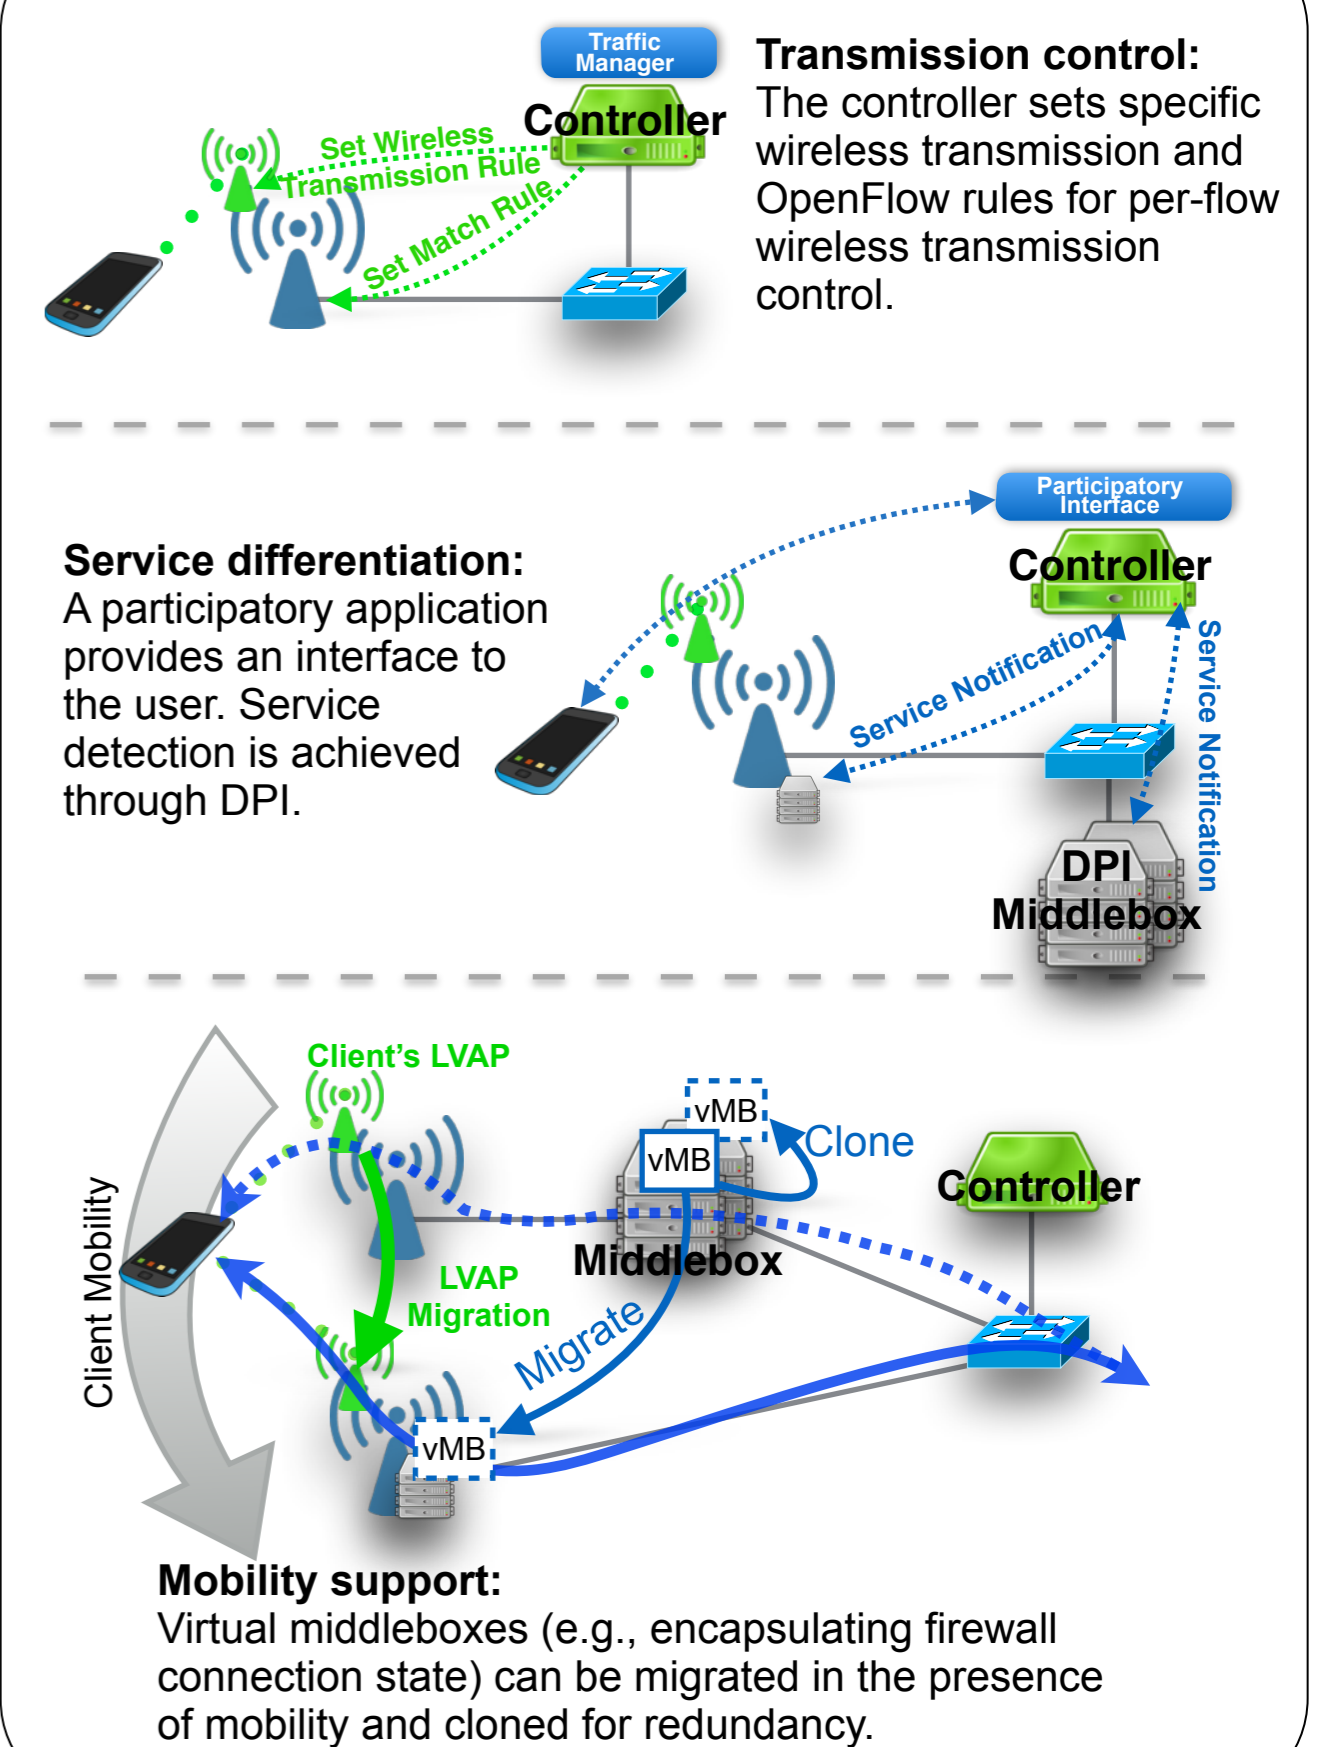 Traffic
Manager
Controller
Set Wireless
Transmission Rule
Set Match Rule
Transmission control:
The controller sets specific
wireless transmission and
OpenFlow rules for per-flow
wireless transmission
control.
Participatory
Interface
Controller
Service differentiation:
A participatory application
provides an interface to
the user. Service
detection is achieved
through DPI.
Service Notification
Service Notification
DPI
Middlebox
Client's LVAP
vMB
vMB
Clone
Controller
Middlebox
Client Mobility
LVAP
Migration
Migrate
vMB
Mobility support:
Virtual middleboxes (e.g., encapsulating firewall
connection state) can be migrated in the presence
of mobility and cloned for redundancy.